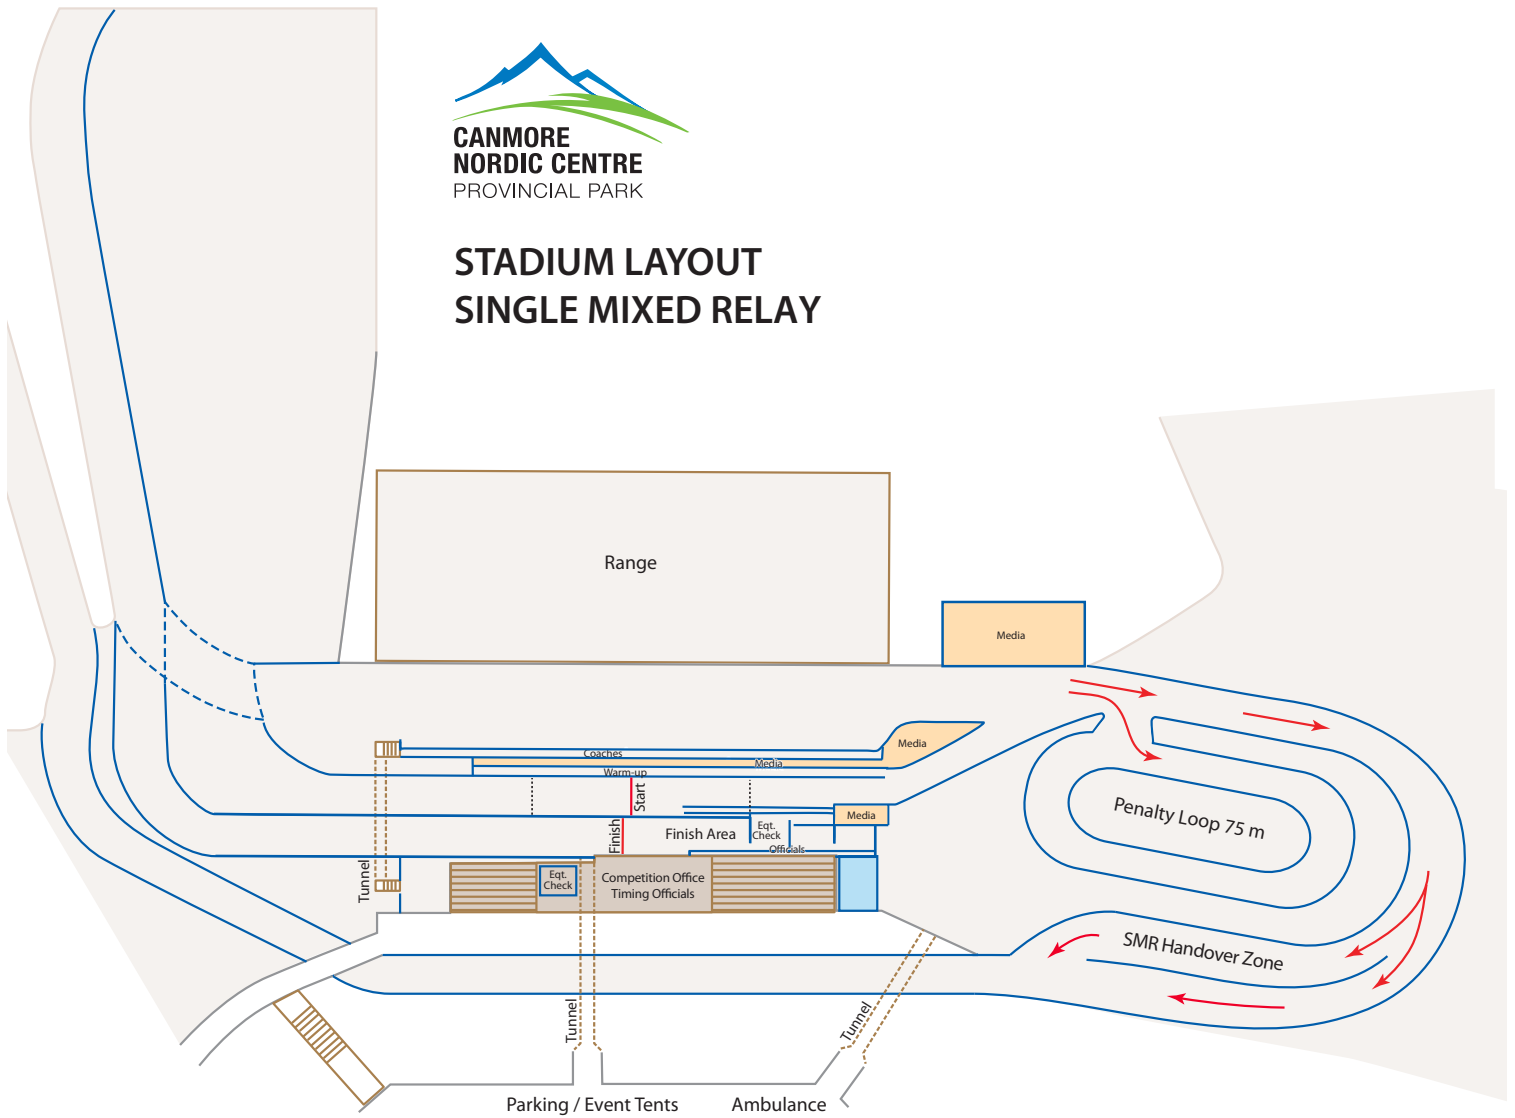 CANMORE
NORDIC CENTRE
PROVINCIAL PARK
STADIUM LAYOUT
SINGLE MIXED RELAY
Range
Media
Media
Coaches
Media
Warm-up
Start
Finish
Finish Area
Eqt.
Check
Media
Officials
Penalty Loop 75 m
Tunnel
Eqt.
Check
Competition Office
Timing Officials
SMR Handover Zone
Tunnel
Tunnel
Parking / Event Tents
Ambulance